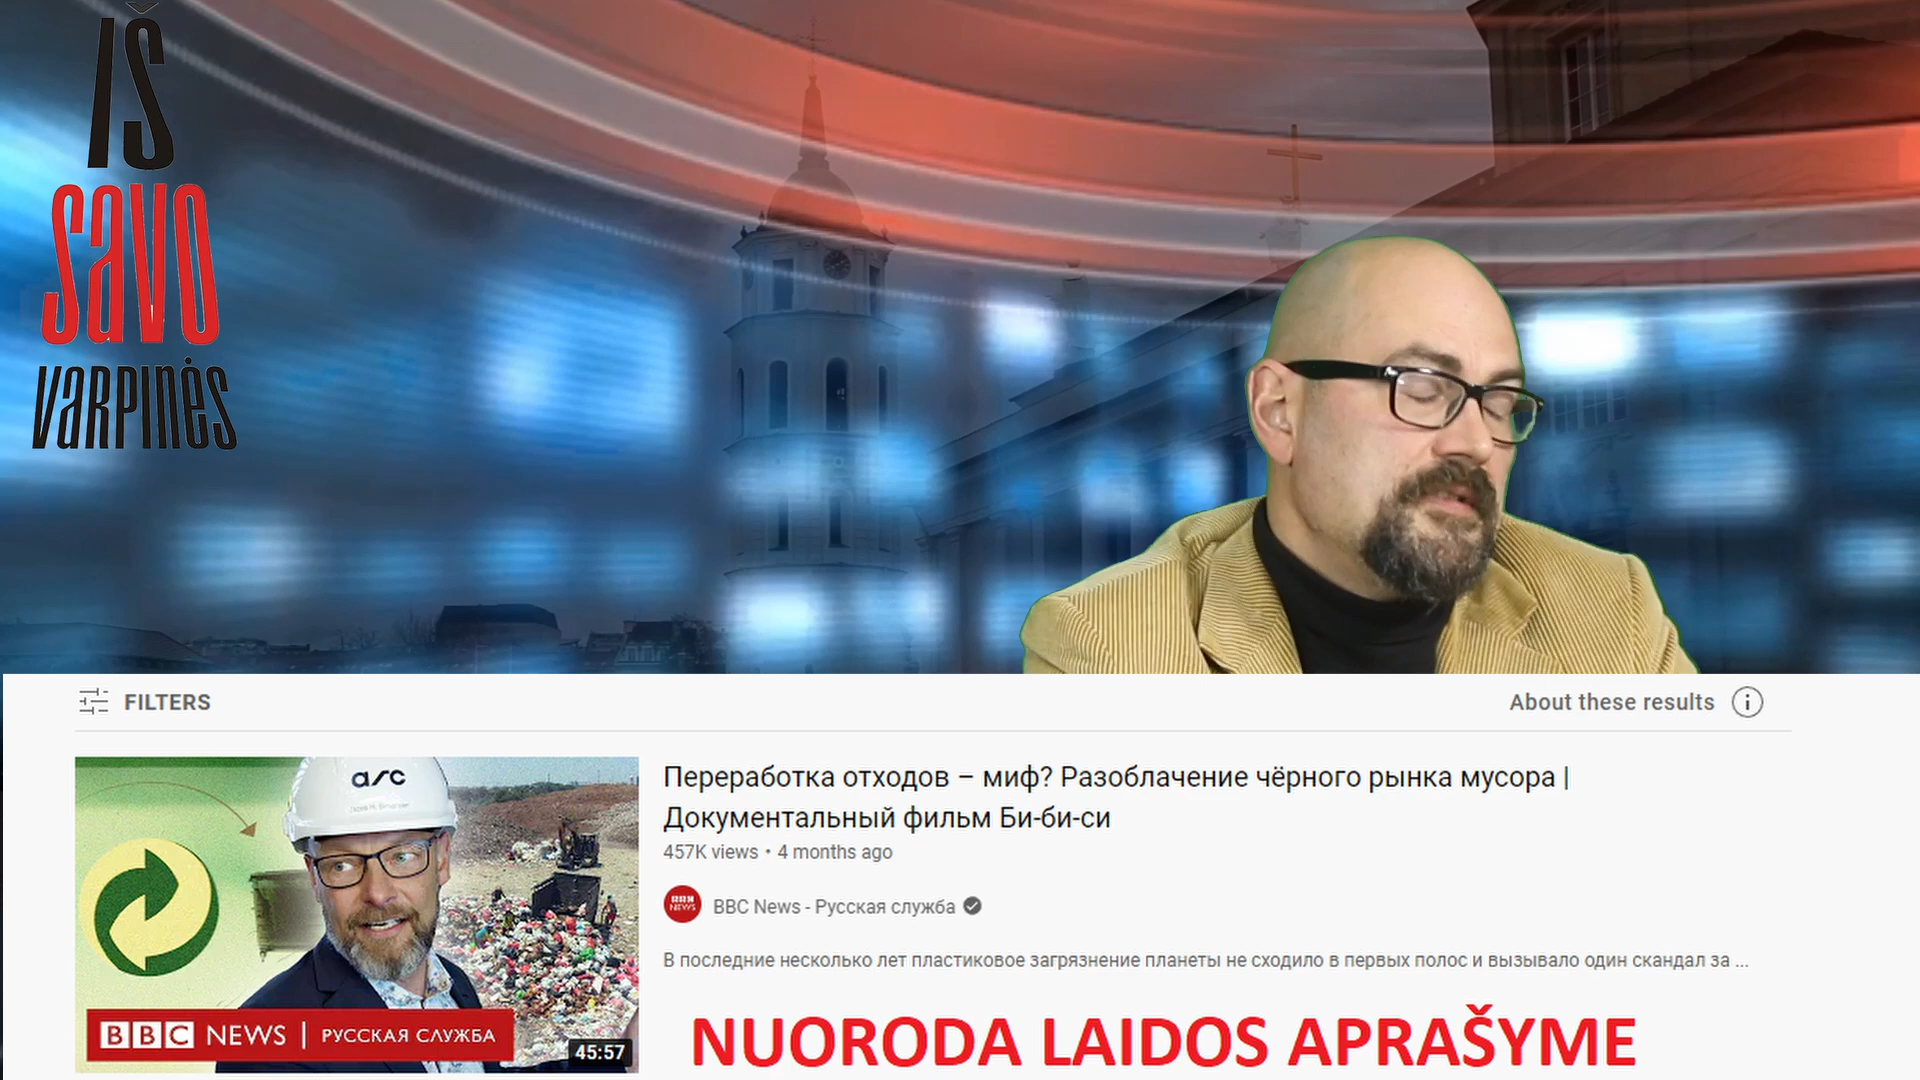 IŠ
SAVO
VARPINĖS
FILTERS
About these results
Переработка отходов – миф? Разоблачение чёрного рынка мусора |
Документальный фильм Би-би-си
457K views • 4 months ago
BBC News - Русская служба
В последние несколько лет пластиковое загрязнение планеты не сходило в первых полос и вызывало один скандал за ...
arc
BBC NEWS | РУССКАЯ СЛУЖБА
45:57
NUORODA LAIDOS APRAŠYME